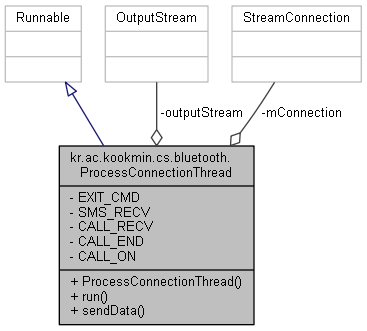 Runnable
OutputStream
StreamConnection
-outputStream
-mConnection
kr.ac.kookmin.cs.bluetooth.
ProcessConnectionThread
- EXIT_CMD
- SMS_RECV
- CALL_RECV
- CALL_END
- CALL_ON
+ ProcessConnectionThread()
+ run()
+ sendData()